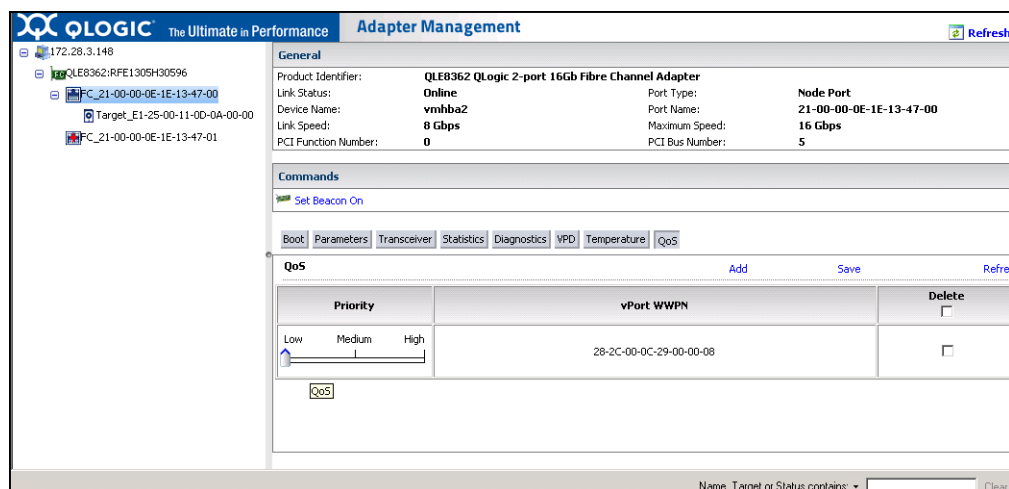 QLOGIC The Ultimate in Performance
Adapter Management
Refresh
172.28.3.148
QLE8362:RFE1305H30596
FC_21-00-00-0E-1E-13-47-00
Target_E1-25-00-11-0D-0A-00-00
FC_21-00-00-0E-1E-13-47-01
General
Product Identifier: QLE8362 QLogic 2-port 16Gb Fibre Channel Adapter
Link Status: Online Port Type: Node Port
Device Name: vmhba2 Port Name: 21-00-00-0E-1E-13-47-00
Link Speed: 8 Gbps Maximum Speed: 16 Gbps
PCI Function Number: 0 PCI Bus Number: 5
Commands
Set Beacon On
Boot Parameters Transceiver Statistics Diagnostics VPD Temperature QoS
QoS Add Save Refre
Priority vPort WWPN Delete
Low Medium High
28-2C-00-0C-29-00-00-08
QoS
Name, Target or Status contains: Clear